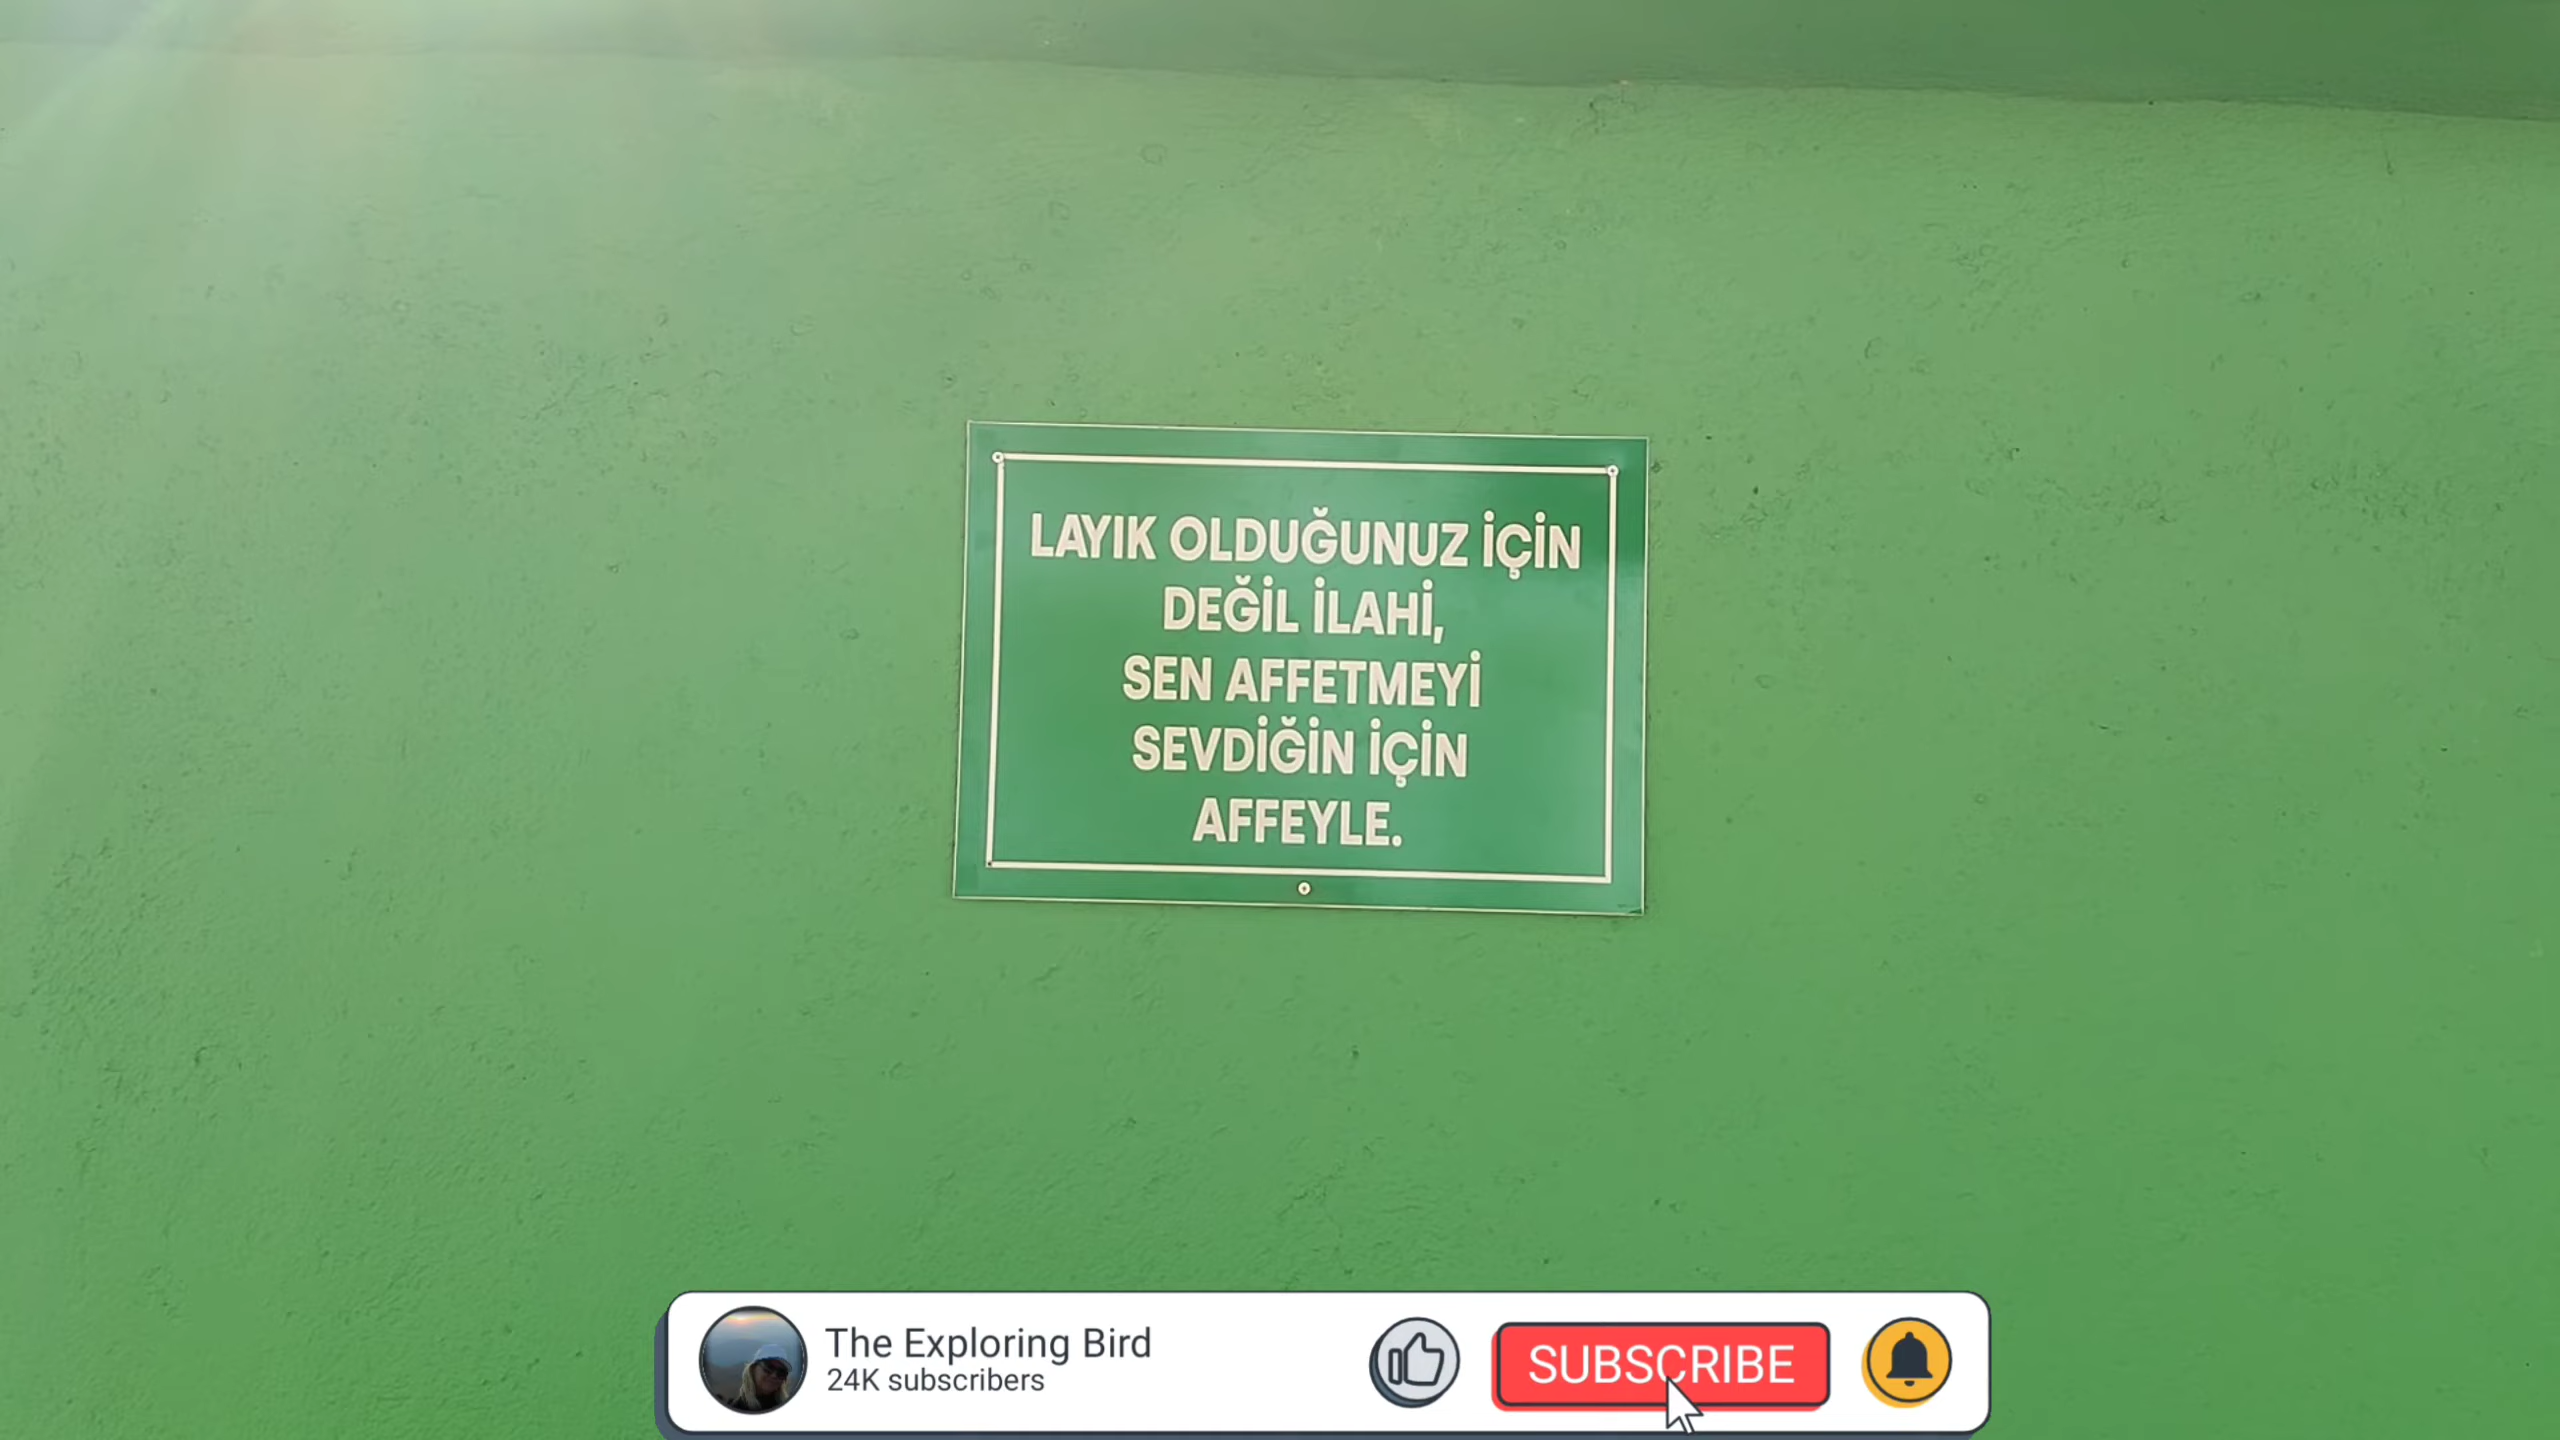 LAYIK OLDUĞUNUZ İÇİN
DEĞİL İLAHİ,
SEN AFFETMEYİ
SEVDİĞİN İÇİN
AFFEYLE.
The Exploring Bird
24K subscribers
SUBSCRIBE